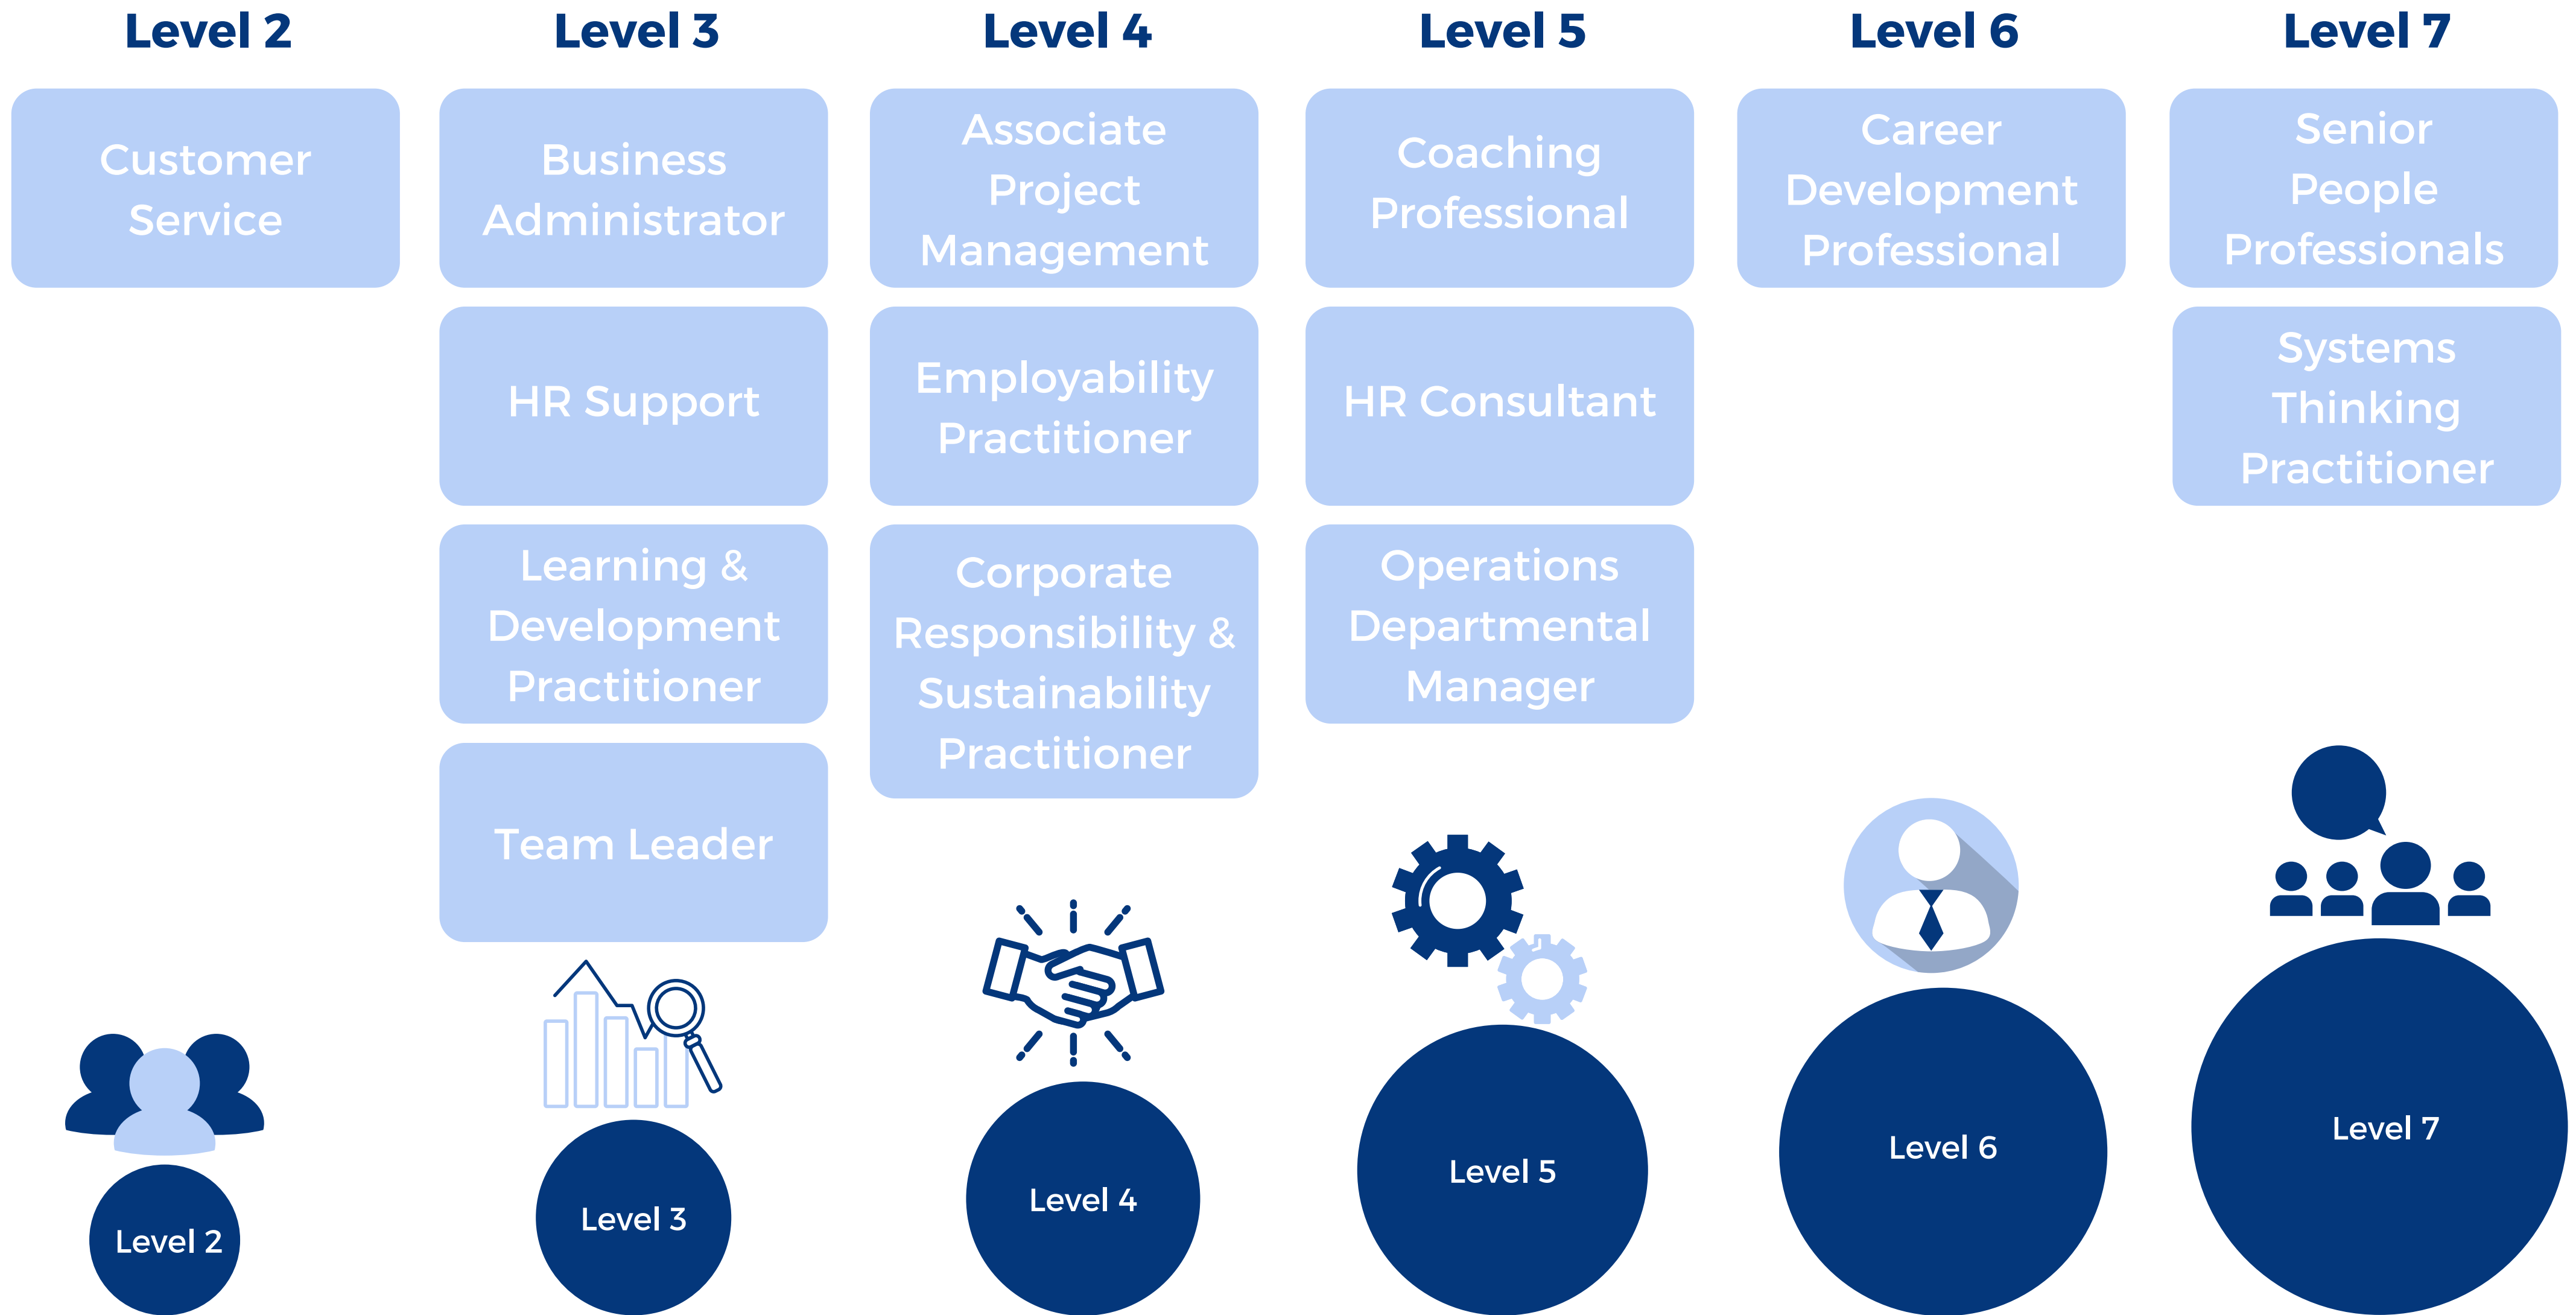 Level 2
Level 3
Level 4
Level 5
Level 6
Level 7
Customer
Service
Business
Administrator
Associate
Project
Management
Coaching
Professional
Career
Development
Professional
Senior
People
Professionals
HR Support
Employability
Practitioner
HR Consultant
Systems
Thinking
Practitioner
Learning &
Development
Practitioner
Corporate
Responsibility &
Sustainability
Practitioner
Operations
Departmental
Manager
Team Leader
Level 2
Level 3
Level 4
Level 5
Level 6
Level 7